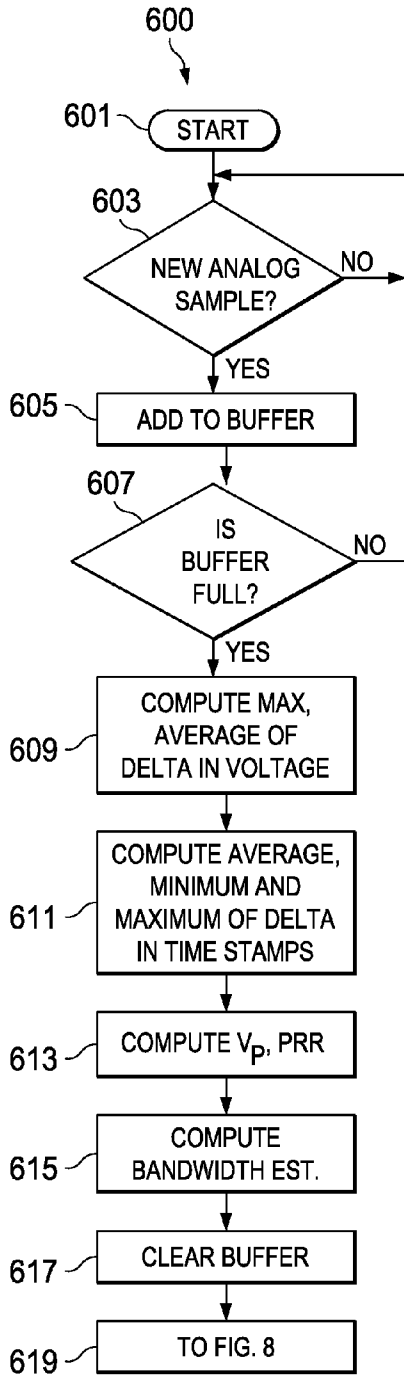 600
601
START
603
NEW ANALOG
SAMPLE?
NO
YES
605
ADD TO BUFFER
607
IS
BUFFER
FULL?
NO
YES
609
COMPUTE MAX,
AVERAGE OF
DELTA IN VOLTAGE
611
COMPUTE AVERAGE,
MINIMUM AND
MAXIMUM OF DELTA
IN TIME STAMPS
613
COMPUTE VP, PRR
615
COMPUTE
BANDWIDTH EST.
617
CLEAR BUFFER
619
TO FIG. 8